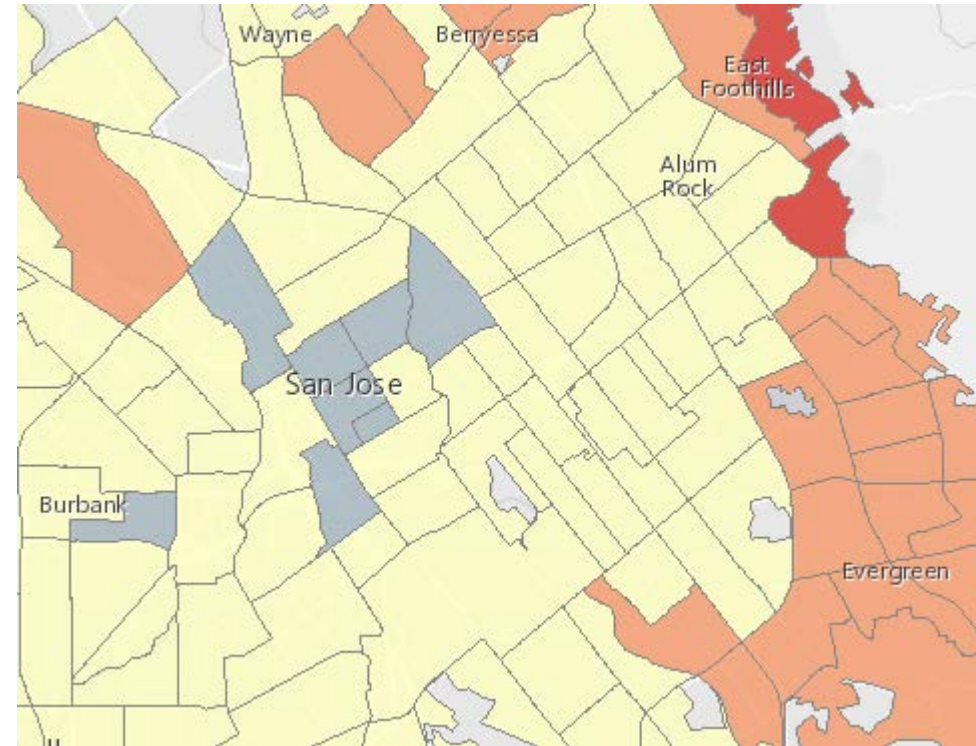 Wayne
Berryessa
East
Foothills
Alum
Rock
San Jose
Burbank
Evergreen